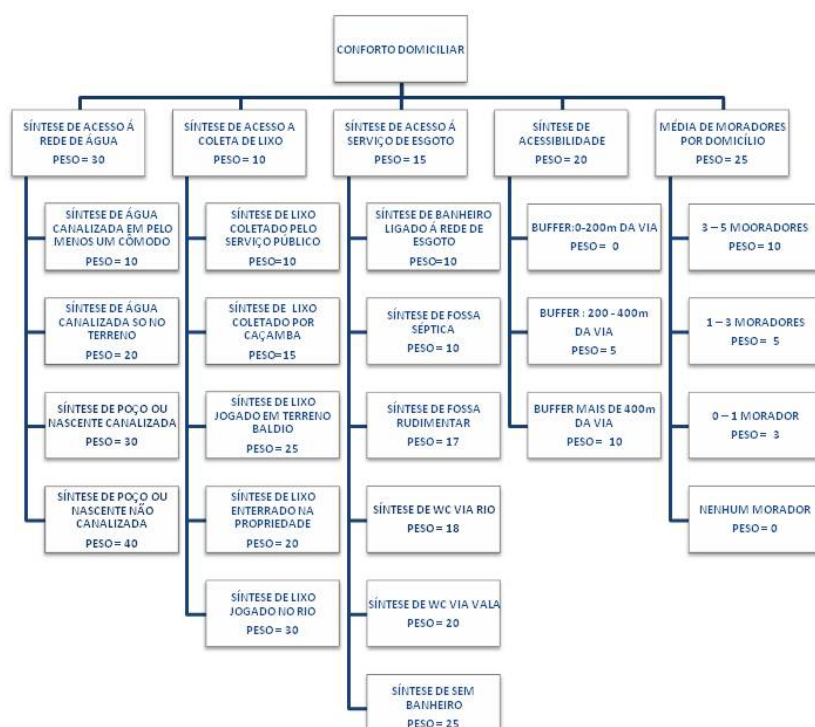 CONFORTO DOMICILIAR
SÍNTESE DE ACESSO Á
REDE DE ÁGUA
PESO = 30
SÍNTESE DE ÁGUA
CANALIZADA EM PELO
MENOS UM CÔMODO
PESO = 10
SÍNTESE DE ÁGUA
CANALIZADA SO NO
TERRENO
PESO = 20
SÍNTESE DE POÇO OU
NASCENTE CANALIZADA
PESO = 30
SÍNTESE DE POÇO OU
NASCENTE NÃO
CANALIZADA
PESO = 40
SÍNTESE DE ACESSO A
COLETA DE LIXO
PESO = 10
SÍNTESE DE LIXO
COLETADO PELO
SERVIÇO PÚBLICO
PESO=10
SÍNTESE DE LIXO
COLETADO POR
CAÇAMBA
PESO=15
SÍNTESE DE LIXO
JOGADO EM TERRENO
BALDIO
PESO = 25
SÍNTESE DE LIXO
ENTERRADO NA
PROPRIEDADE
PESO = 20
SÍNTESE DE LIXO
JOGADO NO RIO
PESO = 30
SÍNTESE DE ACESSO Á
SERVIÇO DE ESGOTO
PESO = 15
SÍNTESE DE BANHEIRO
LIGADO Á REDE DE
ESGOTO
PESO=10
SÍNTESE DE FOSSA
SÉPTICA
PESO = 10
SÍNTESE DE FOSSA
RUDIMENTAR
PESO = 17
SÍNTESE DE WC VIA RIO
PESO = 18
SÍNTESE DE WC VIA VALA
PESO = 20
SÍNTESE DE SEM
BANHEIRO
PESO = 25
SÍNTESE DE
ACESSIBILIDADE
PESO = 20
BUFFER:0-200m DA VIA
PESO = 0
BUFFER : 200 - 400m
DA VIA
PESO = 5
BUFFER MAIS DE 400m
DA VIA
PESO = 10
MÉDIA DE MORADORES
POR DOMICÍLIO
PESO = 25
3 – 5 MOORADORES
PESO = 10
1 – 3 MORADORES
PESO = 5
0 – 1 MORADOR
PESO = 3
NENHUM MORADOR
PESO = 0